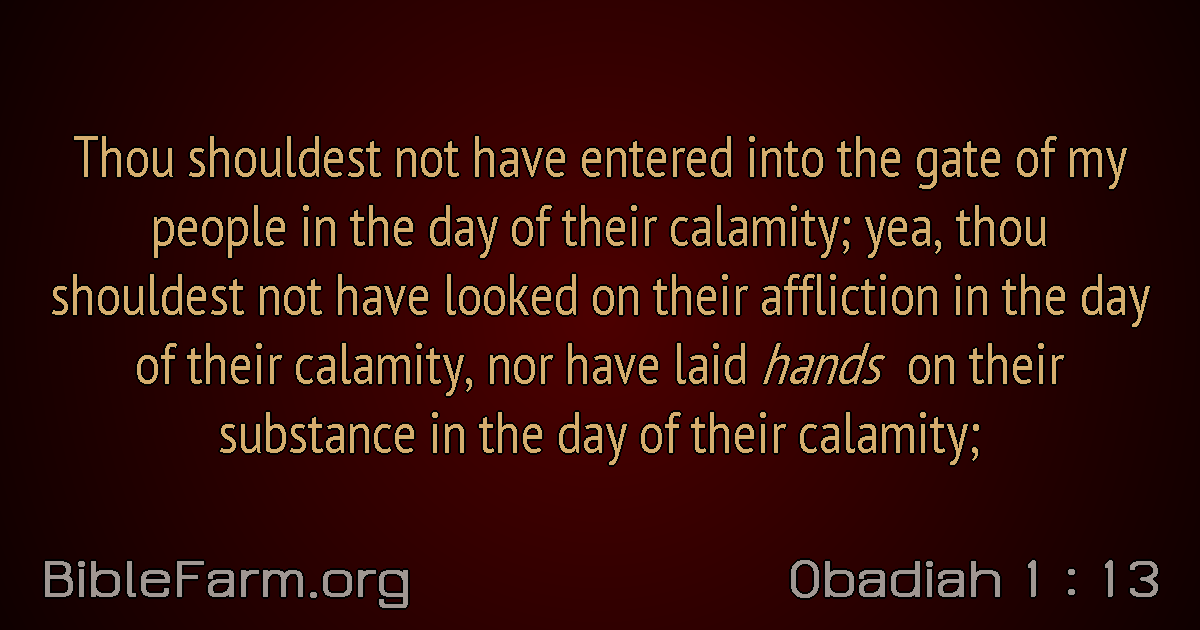 Thou shouldest not have entered into the gate of my
people in the day of their calamity; yea, thou
shouldest not have looked on their affliction in the day
of their calamity, nor have laid hands on their
substance in the day of their calamity;
BibleFarm.org
Obadiah 1 : 13